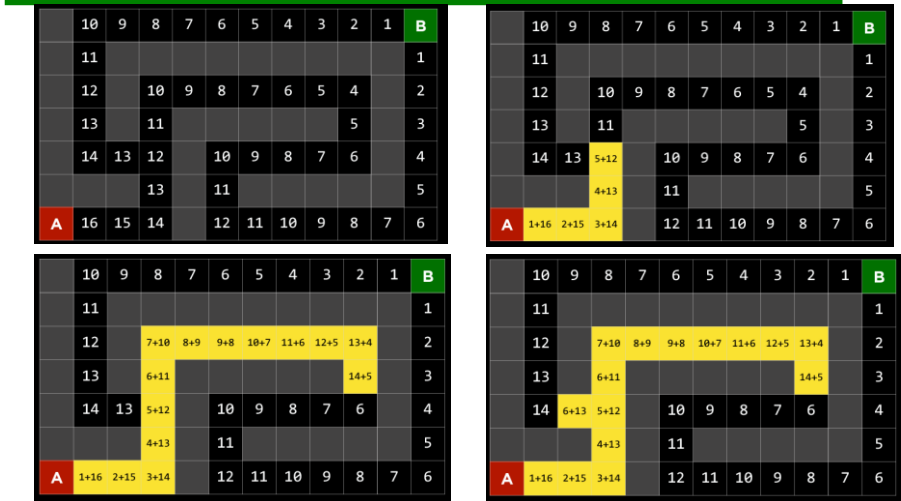 10 9 8 7 6 5 4 3 2 1 B
11 1
12 10 9 8 7 6 5 4 2
13 11 5 3
14 13 12 10 9 8 7 6 4
13 11 5
A 16 15 14 12 11 10 9 8 7 6
10 9 8 7 6 5 4 3 2 1 B
11 1
12 10 9 8 7 6 5 4 2
13 11 5 3
14 13 5+12 10 9 8 7 6 4
4+13 11 5
A 1+16 2+15 3+14 12 11 10 9 8 7 6
10 9 8 7 6 5 4 3 2 1 B
11 1
12 7+10 8+9 9+8 10+7 11+6 12+5 13+4 2
13 6+11 14+5 3
14 13 5+12 10 9 8 7 6 4
4+13 11 5
A 1+16 2+15 3+14 12 11 10 9 8 7 6
10 9 8 7 6 5 4 3 2 1 B
11 1
12 7+10 8+9 9+8 10+7 11+6 12+5 13+4 2
13 6+11 14+5 3
14 6+13 5+12 10 9 8 7 6 4
4+13 11 5
A 1+16 2+15 3+14 12 11 10 9 8 7 6